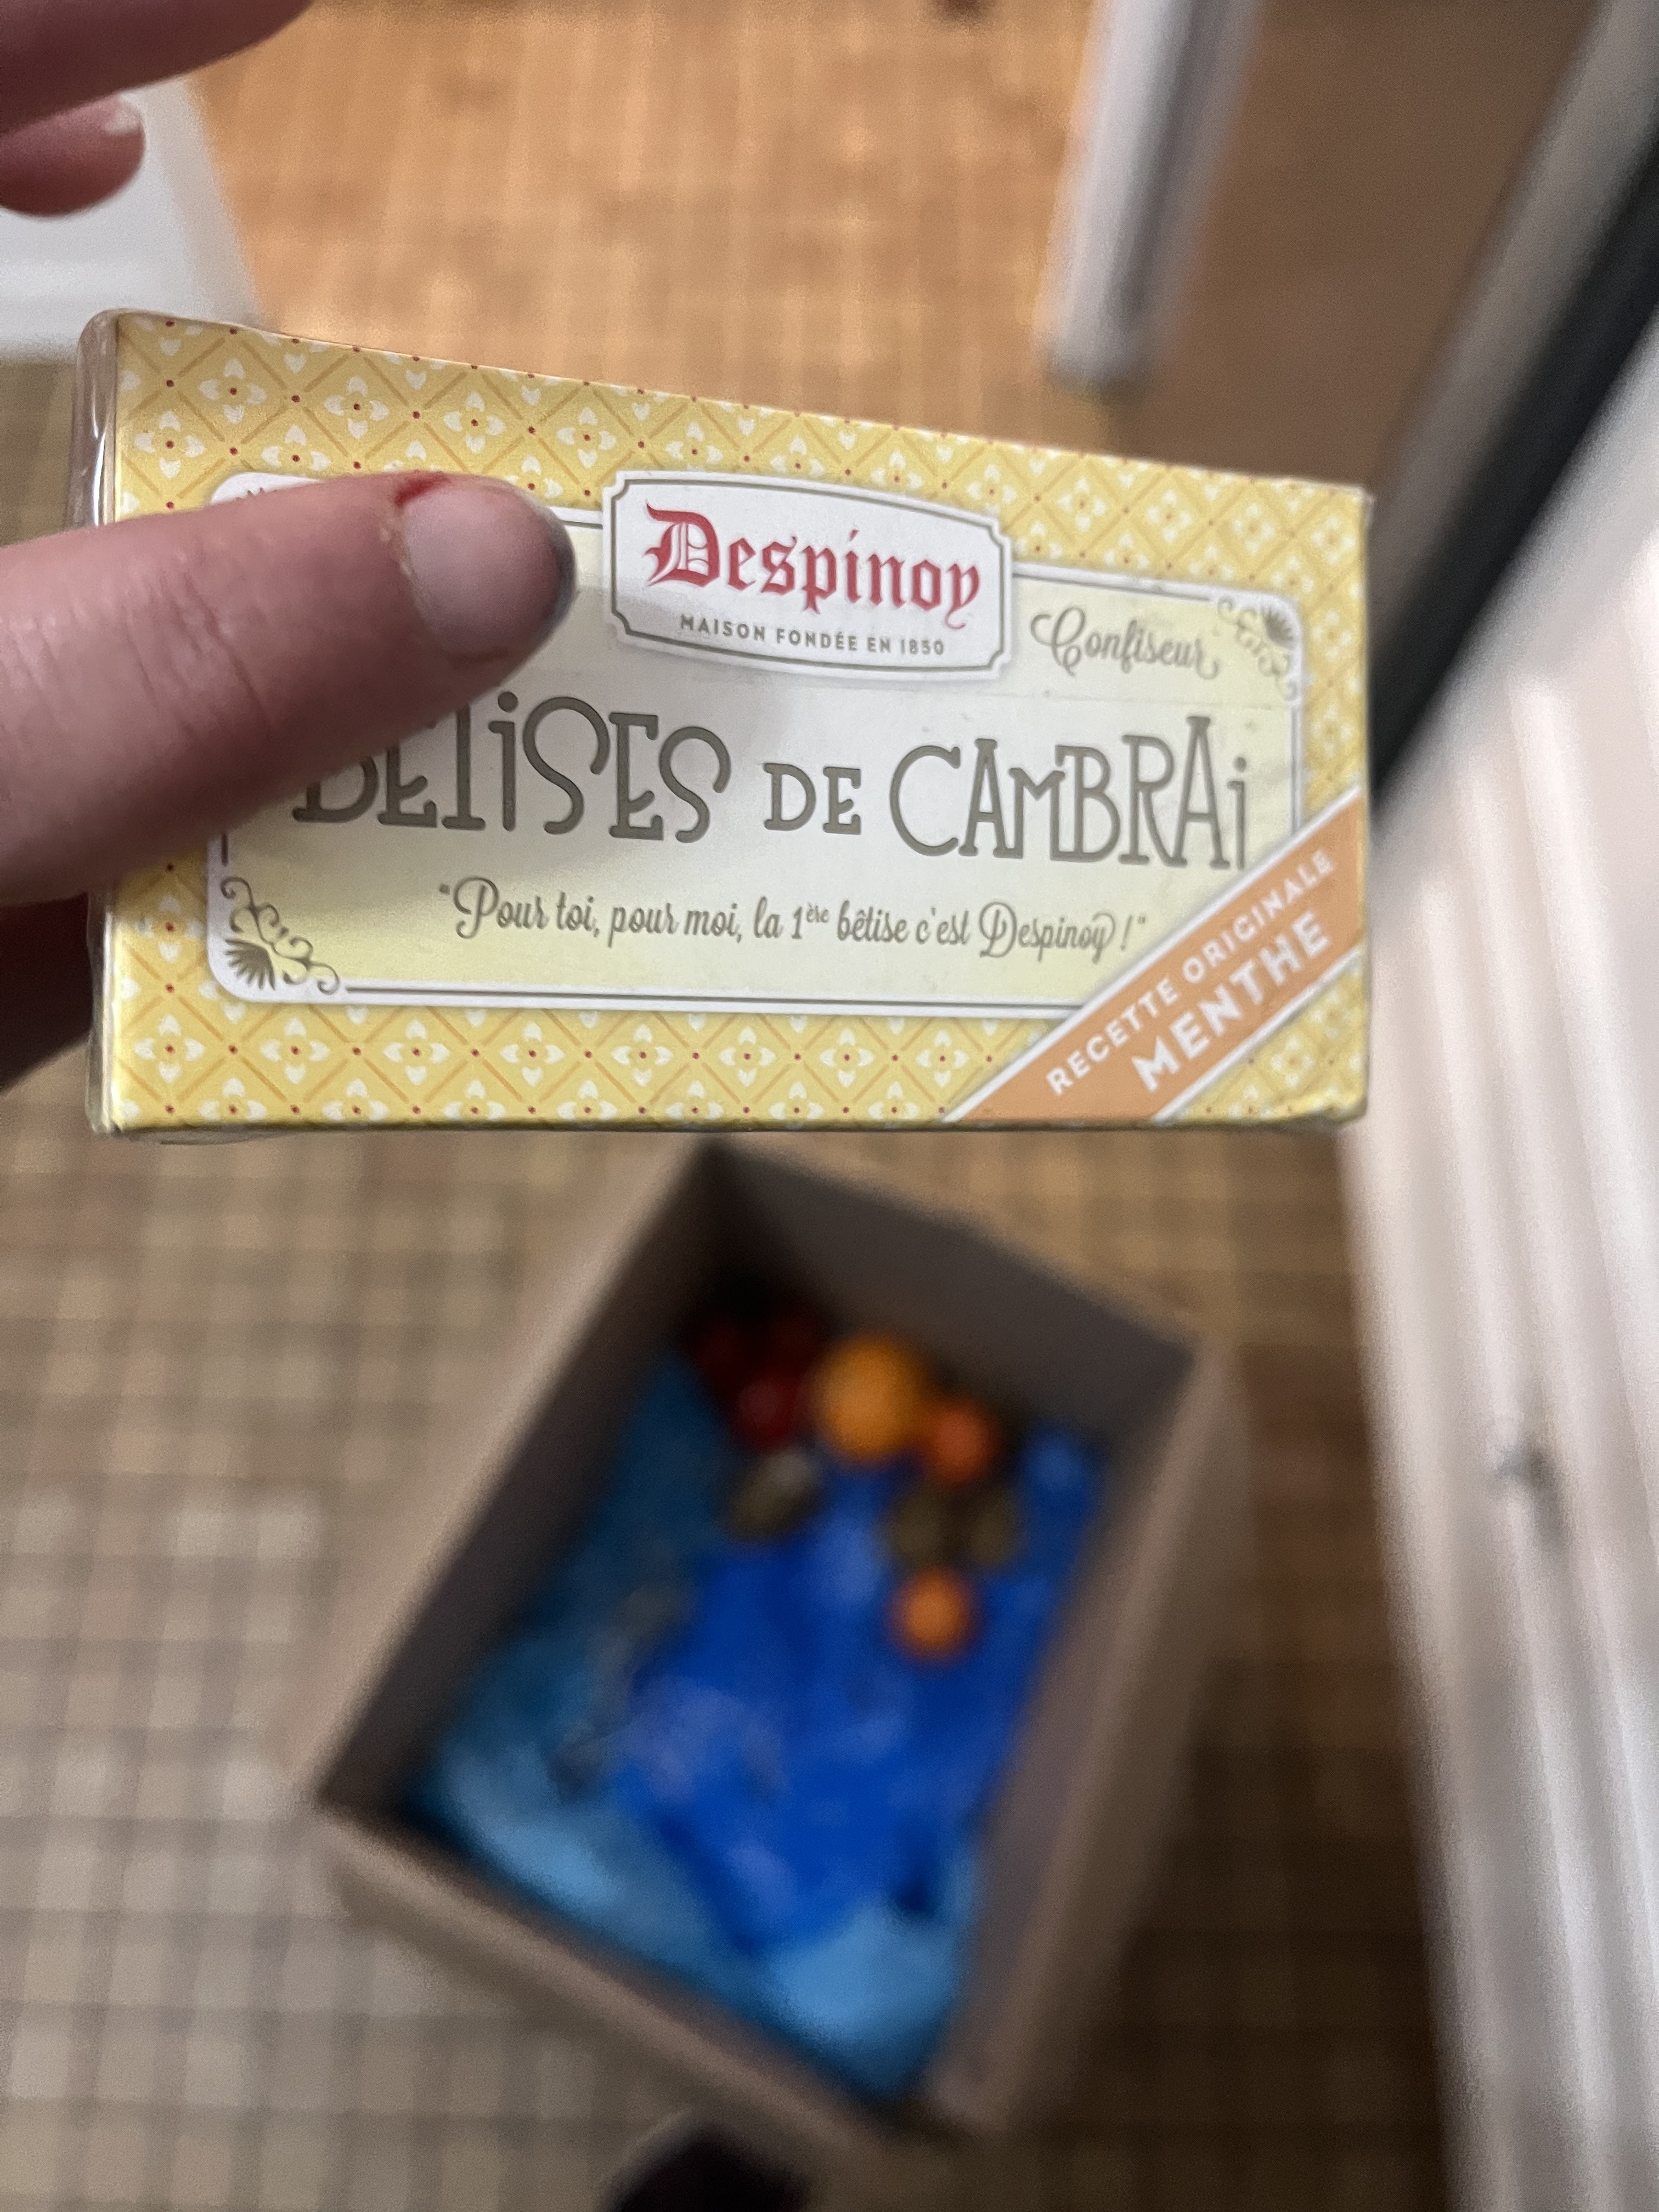 Despinoy
MAISON FONDÉE EN 1850
Confiseur
BÊTiSES DE CAMBRAi
"Pour toi, pour moi, la 1ère bêtise c'est Despinoy !"
RECETTE ORIGINALE
MENTHE